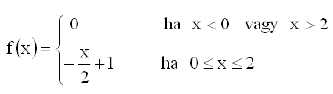 0 ha x < 0 vagy x > 2
f(x) =
-x/2 + 1 ha 0 ≤ x ≤ 2